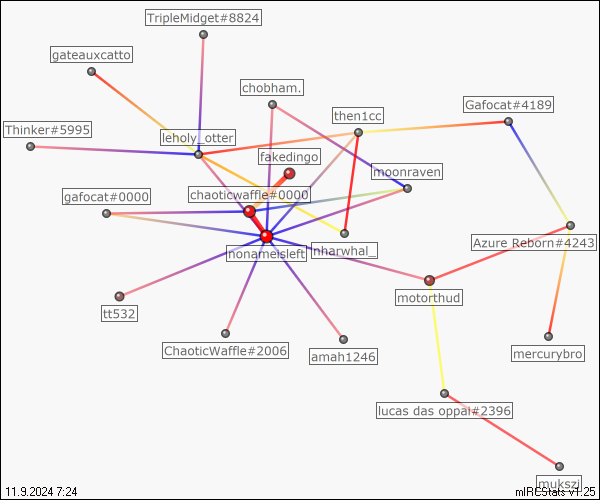 TripleMidget#8824
gateauxcatto
chobham.
Gafocat#4189
then1cc
Thinker#5995
leholy_otter
fakedingo
moonraven
chaoticwaffle#0000
gafocat#0000
Azure Reborn#4243
nharwhal_
nonameisleft
motorthud
tt532
ChaoticWaffle#2006
amah1246
mercurybro
lucas das oppai#2396
mukszi
11.9.2024 7:24
mIRCStats v1.25